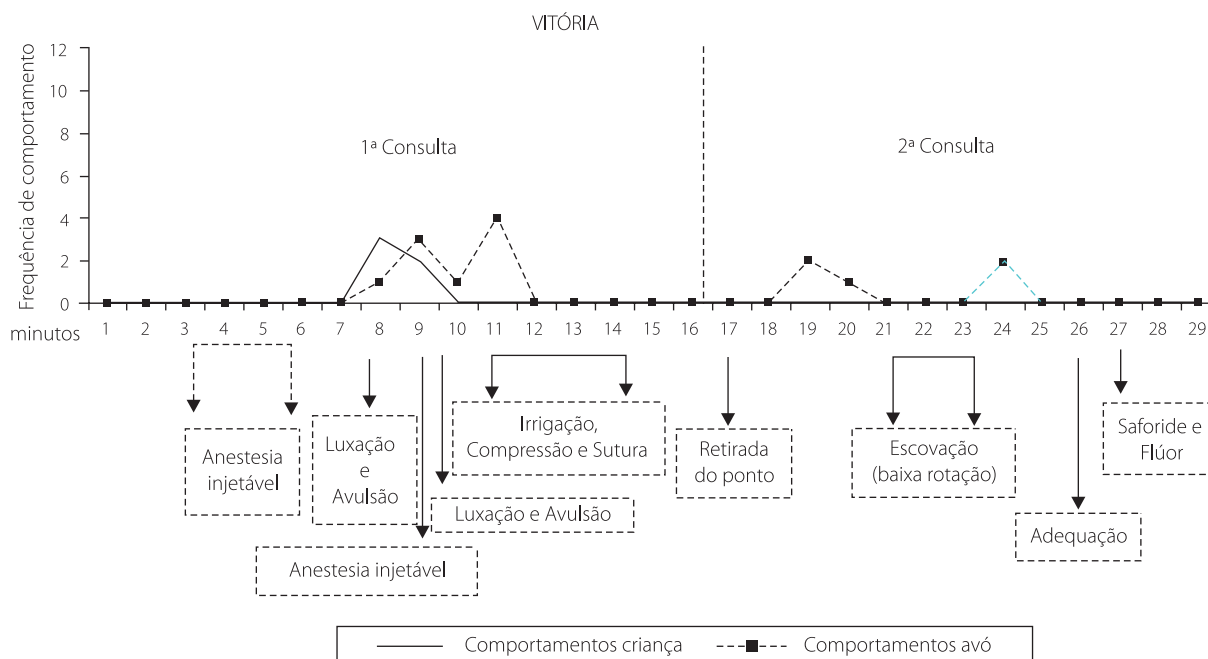 VITÓRIA
Frequência de comportamento
12
10
8
6
4
2
0
1ª Consulta
2ª Consulta
minutos
1 2 3 4 5 6 7 8 9 10 11 12 13 14 15 16 17 18 19 20 21 22 23 24 25 26 27 28 29
Anestesia
injetável
Luxação
e
Avulsão
Anestesia injetável
Luxação e Avulsão
Irrigação,
Compressão e Sutura
Retirada
do ponto
Escovação
(baixa rotação)
Adequação
Saforide e
Flúor
Comportamentos criança
Comportamentos avó